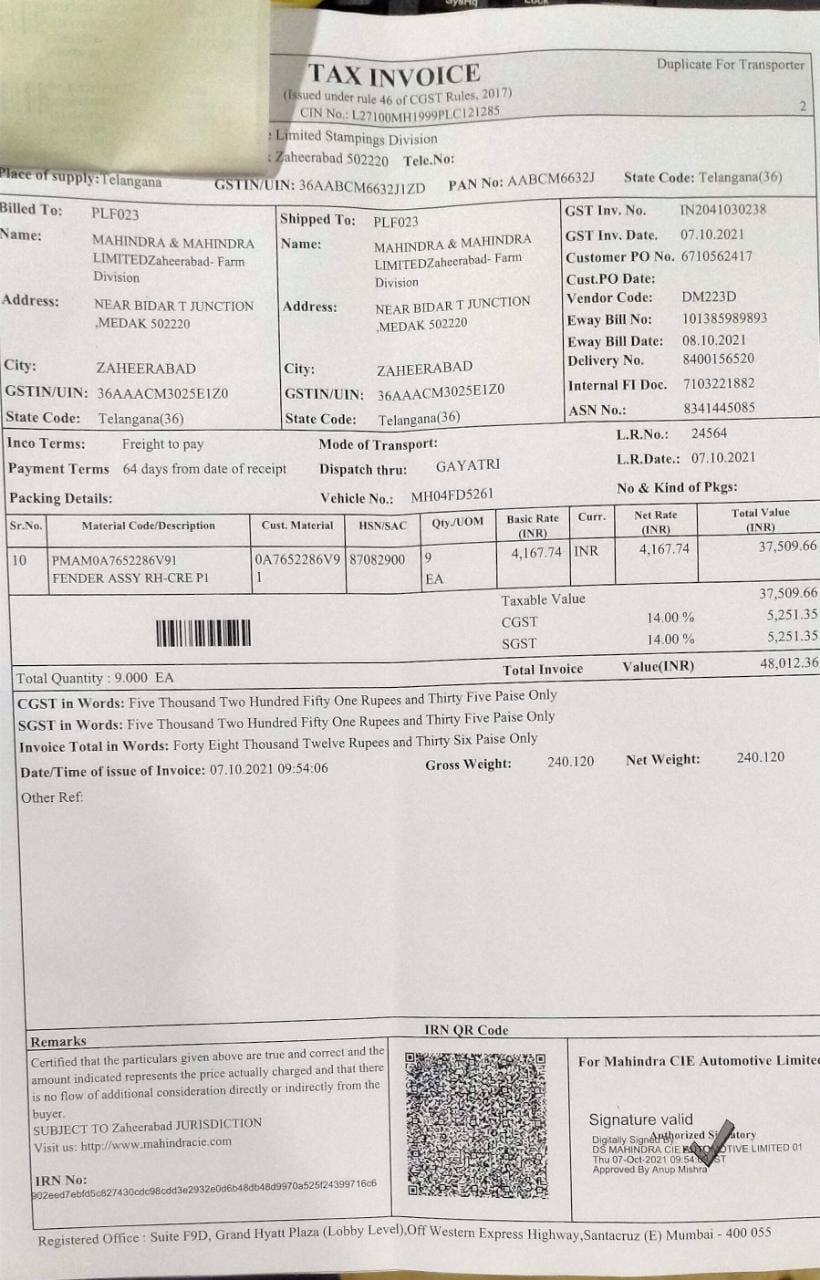 SysRq
Lock
TAX INVOICE
Duplicate For Transporter
(Issued under rule 46 of CGST Rules, 2017)
CIN No.: L27100MH1999PLC121285
2
: Limited Stampings Division
: Zaheerabad 502220 Tele.No:
Place of supply:Telangana GSTIN/UIN: 36AABCM6632J1ZD PAN No: AABCM6632J State Code: Telangana(36)
Billed To: PLF023
Name: MAHINDRA & MAHINDRA
LIMITEDZaheerabad- Farm
Division
Address: NEAR BIDAR T JUNCTION
,MEDAK 502220
City: ZAHEERABAD
GSTIN/UIN: 36AAACM3025E1Z0
State Code: Telangana(36)
Shipped To: PLF023
Name: MAHINDRA & MAHINDRA
LIMITEDZaheerabad- Farm
Division
Address: NEAR BIDAR T JUNCTION
,MEDAK 502220
City: ZAHEERABAD
GSTIN/UIN: 36AAACM3025E1Z0
State Code: Telangana(36)
GST Inv. No. IN2041030238
GST Inv. Date. 07.10.2021
Customer PO No. 6710562417
Cust.PO Date:
Vendor Code: DM223D
Eway Bill No: 101385989893
Eway Bill Date: 08.10.2021
Delivery No. 8400156520
Internal FI Doc. 7103221882
ASN No.: 8341445085
Inco Terms: Freight to pay Mode of Transport: L.R.No.: 24564
Payment Terms 64 days from date of receipt Dispatch thru: GAYATRI L.R.Date.: 07.10.2021
Packing Details: Vehicle No.: MH04FD5261 No & Kind of Pkgs:
Sr.No. Material Code/Description Cust. Material HSN/SAC Qty./UOM Basic Rate (INR) Curr. Net Rate (INR) Total Value (INR)
10 PMAM0A7652286V91 0A7652286V9 87082900 9 4,167.74 INR 4,167.74 37,509.66
FENDER ASSY RH-CRE P1 1 EA
Taxable Value 37,509.66
CGST 14.00 % 5,251.35
SGST 14.00 % 5,251.35
Total Quantity : 9.000 EA Total Invoice Value(INR) 48,012.36
CGST in Words: Five Thousand Two Hundred Fifty One Rupees and Thirty Five Paise Only
SGST in Words: Five Thousand Two Hundred Fifty One Rupees and Thirty Five Paise Only
Invoice Total in Words: Forty Eight Thousand Twelve Rupees and Thirty Six Paise Only
Date/Time of issue of Invoice: 07.10.2021 09:54:06 Gross Weight: 240.120 Net Weight: 240.120
Other Ref:
IRN QR Code
Remarks
Certified that the particulars given above are true and correct and the
amount indicated represents the price actually charged and that there
is no flow of additional consideration directly or indirectly from the
buyer.
SUBJECT TO Zaheerabad JURISDICTION
Visit us: http://www.mahindracie.com
IRN No:
902eed7ebfd5c827430cdc98cdd3e2932e0d6b48db48d9970a525f24399716c6
For Mahindra CIE Automotive Limited
Signature valid
Authorized Signatory
Digitally Signed By:
DS MAHINDRA CIE AUTOMOTIVE LIMITED 01
Thu 07-Oct-2021 09:54: IST
Approved By Anup Mishra
Registered Office : Suite F9D, Grand Hyatt Plaza (Lobby Level),Off Western Express Highway,Santacruz (E) Mumbai - 400 055